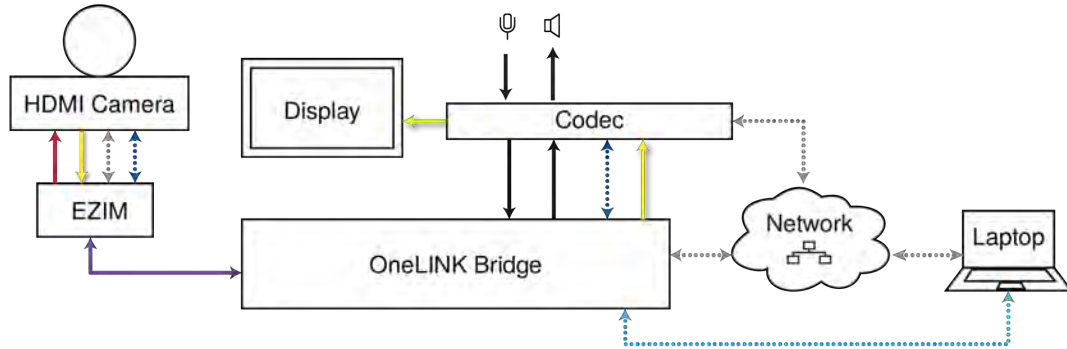 HDMI Camera
EZIM
Display
Codec
OneLINK Bridge
Network
Laptop